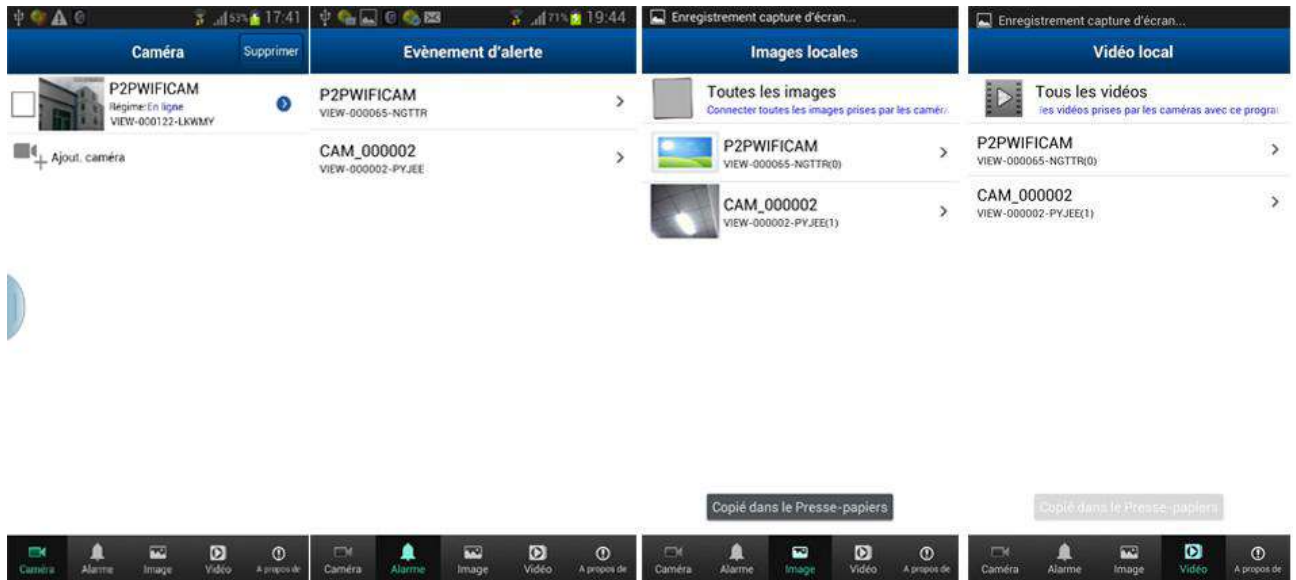 53% 17:41
Caméra
Supprimer
P2PWIFICAM
Régime:En ligne
VIEW-000122-LKWMY
Ajout. caméra
Caméra
Alarme
Image
Vidéo
A propos de
71% 19:44
Evènement d'alerte
P2PWIFICAM
VIEW-000065-NGTTR
CAM_000002
VIEW-000002-PYJEE
Caméra
Alarme
Image
Vidéo
A propos de
Enregistrement capture d'écran...
Images locales
Toutes les images
Connecter toutes les images prises par les caméra
P2PWIFICAM
VIEW-000065-NGTTR(0)
CAM_000002
VIEW-000002-PYJEE(1)
Copié dans le Presse-papiers
Caméra
Alarme
Image
Vidéo
A propos de
Enregistrement capture d'écran...
Vidéo local
Tous les vidéos
les vidéos prises par les caméras avec ce progra
P2PWIFICAM
VIEW-000065-NGTTR(0)
CAM_000002
VIEW-000002-PYJEE(1)
Copié dans le Presse-papiers
Caméra
Alarme
Image
Vidéo
A propos de